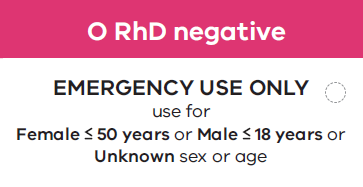 O RhD negative
EMERGENCY USE ONLY
use for
Female ≤ 50 years or Male ≤ 18 years or
Unknown sex or age